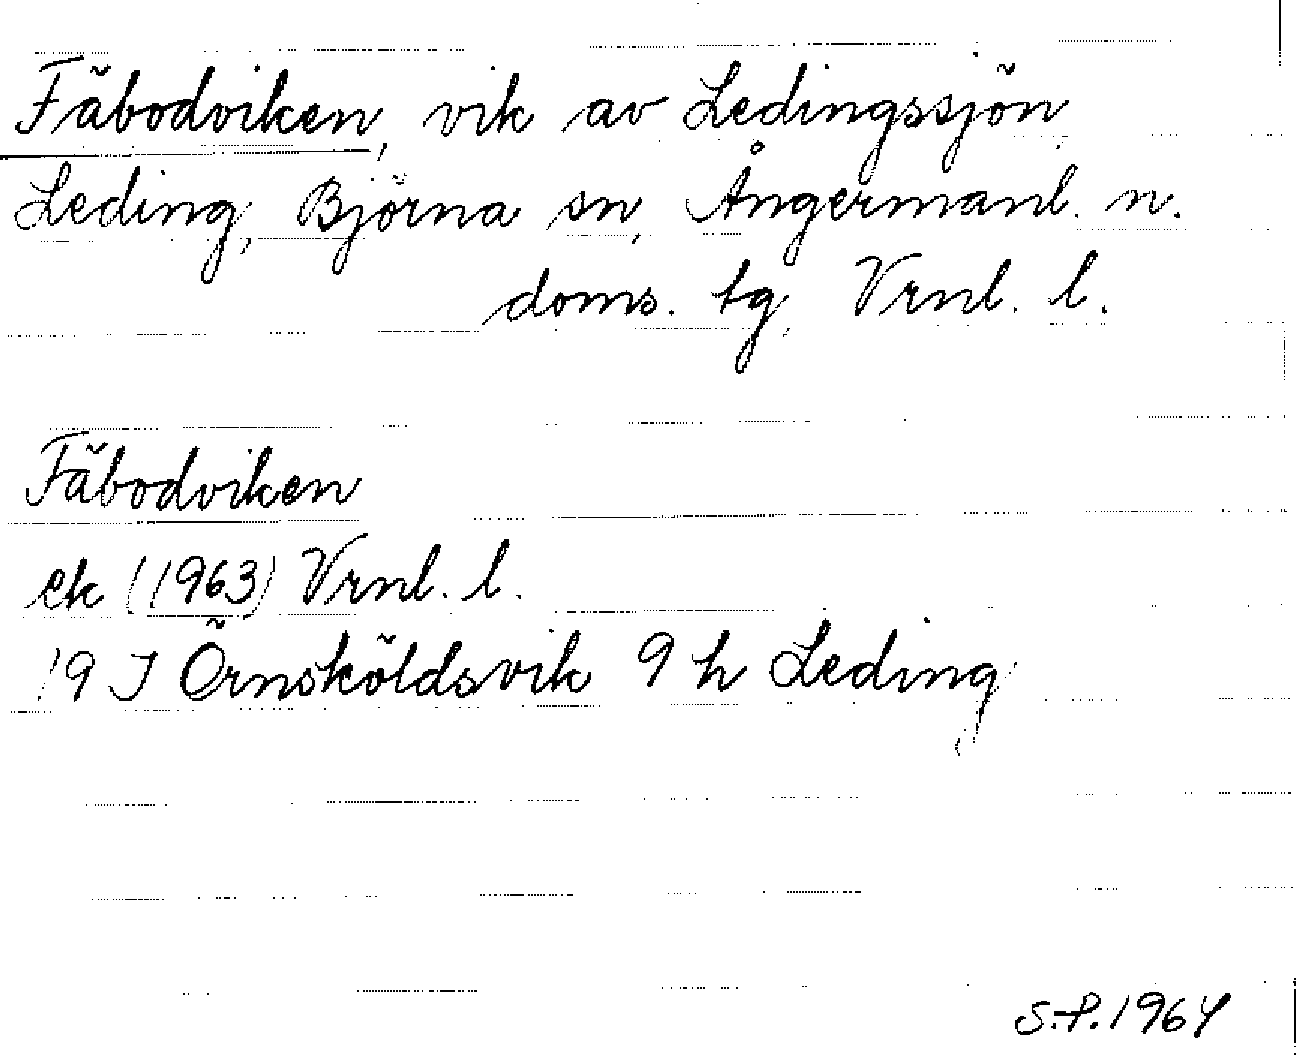 Fäbodviken, vik av Ledingssjön,
Leding, Björna sn, Ångermanl. n.
doms. tg, Vrnl. l.
Fäbodviken
ek (1963) Vrnl. l.
19 J Örnsköldsvik 9 h Leding
S.P. 1964